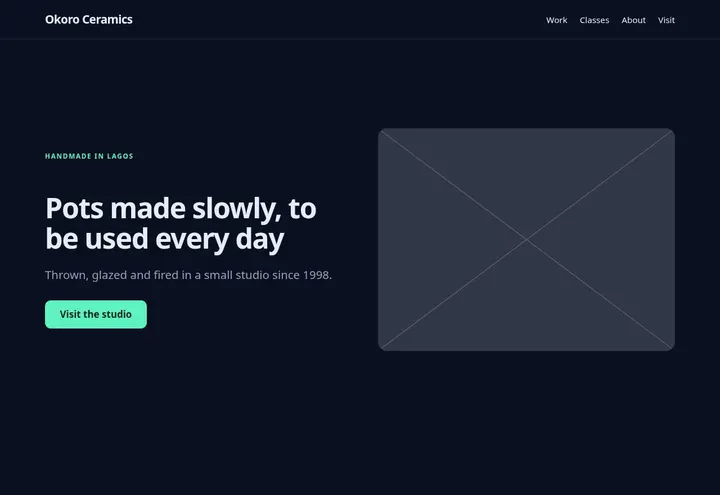 Okoro Ceramics
Work Classes About Visit
HANDMADE IN LAGOS
Pots made slowly, to
be used every day
Thrown, glazed and fired in a small studio since 1998.
Visit the studio